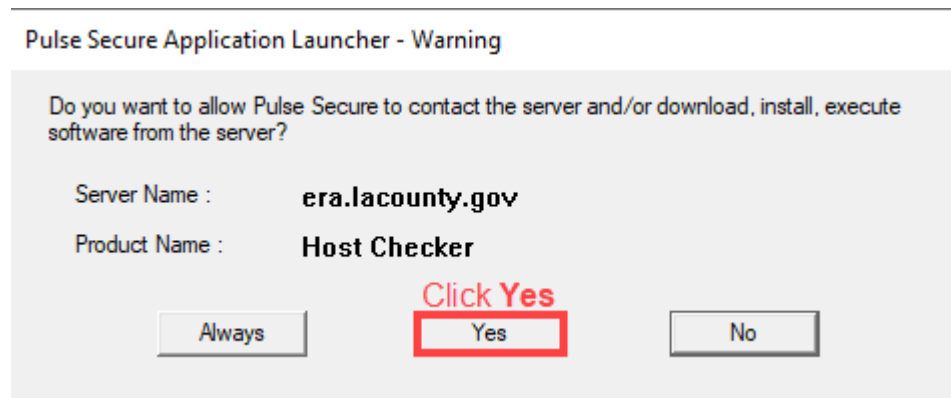 Pulse Secure Application Launcher - Warning
Do you want to allow Pulse Secure to contact the server and/or download, install, execute
software from the server?
Server Name : era.lacounty.gov
Product Name : Host Checker
Click Yes
Always Yes No